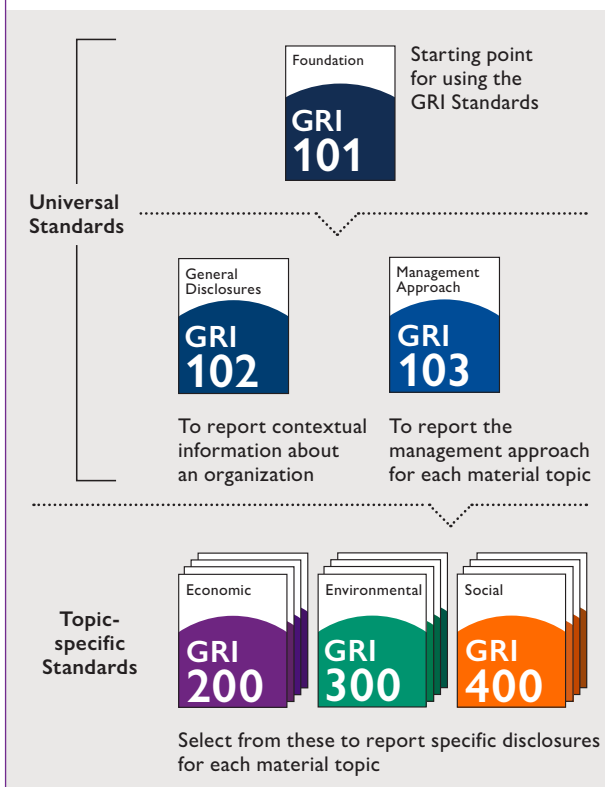 Foundation
GRI
101
Starting point
for using the
GRI Standards
Universal
Standards
General
Disclosures
GRI
102
To report contextual
information about
an organization
Management
Approach
GRI
103
To report the
management approach
for each material topic
Topic-
specific
Standards
Economic
GRI
200
Environmental
GRI
300
Social
GRI
400
Select from these to report specific disclosures
for each material topic